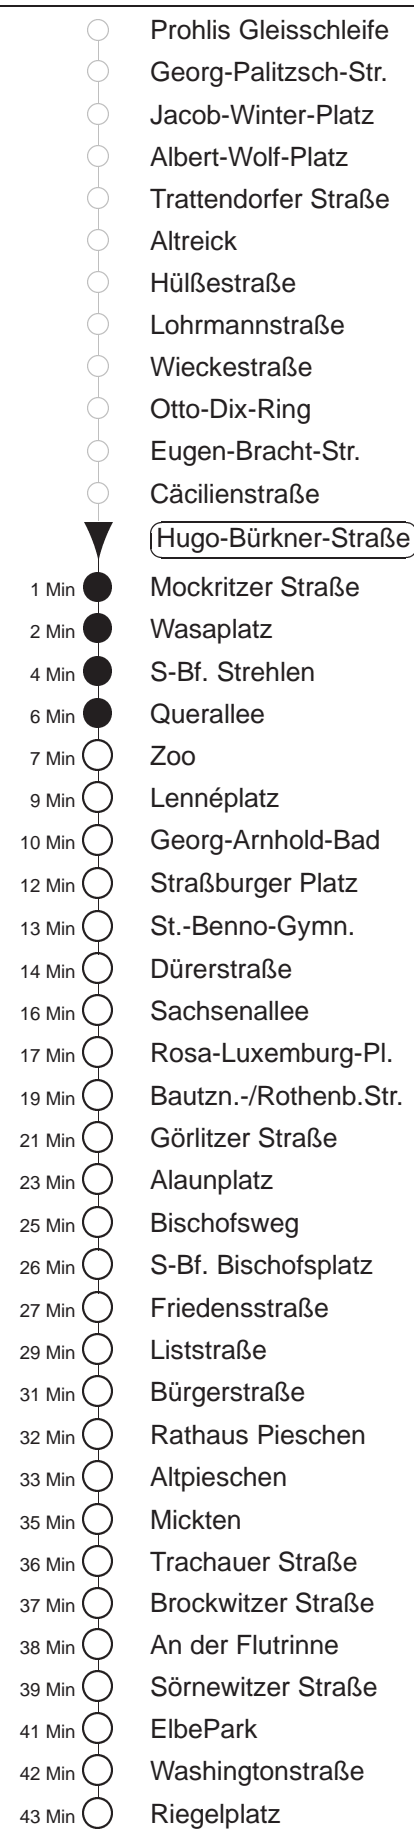 Prohlis Gleisschleife
Georg-Palitzsch-Str.
Jacob-Winter-Platz
Albert-Wolf-Platz
Trattendorfer Straße
Altreick
Hülßestraße
Lohrmannstraße
Wieckestraße
Otto-Dix-Ring
Eugen-Bracht-Str.
Cäcilienstraße
Hugo-Bürkner-Straße
1 Min Mockritzer Straße
2 Min Wasaplatz
4 Min S-Bf. Strehlen
6 Min Querallee
7 Min Zoo
9 Min Lennéplatz
10 Min Georg-Arnhold-Bad
12 Min Straßburger Platz
13 Min St.-Benno-Gymn.
14 Min Dürerstraße
16 Min Sachsenallee
17 Min Rosa-Luxemburg-Pl.
19 Min Bautzn.-/Rothenb.Str.
21 Min Görlitzer Straße
23 Min Alaunplatz
25 Min Bischofsweg
26 Min S-Bf. Bischofsplatz
27 Min Friedensstraße
29 Min Liststraße
31 Min Bürgerstraße
32 Min Rathaus Pieschen
33 Min Altpieschen
35 Min Mickten
36 Min Trachauer Straße
37 Min Brockwitzer Straße
38 Min An der Flutrinne
39 Min Sörnewitzer Straße
41 Min ElbePark
42 Min Washingtonstraße
43 Min Riegelplatz